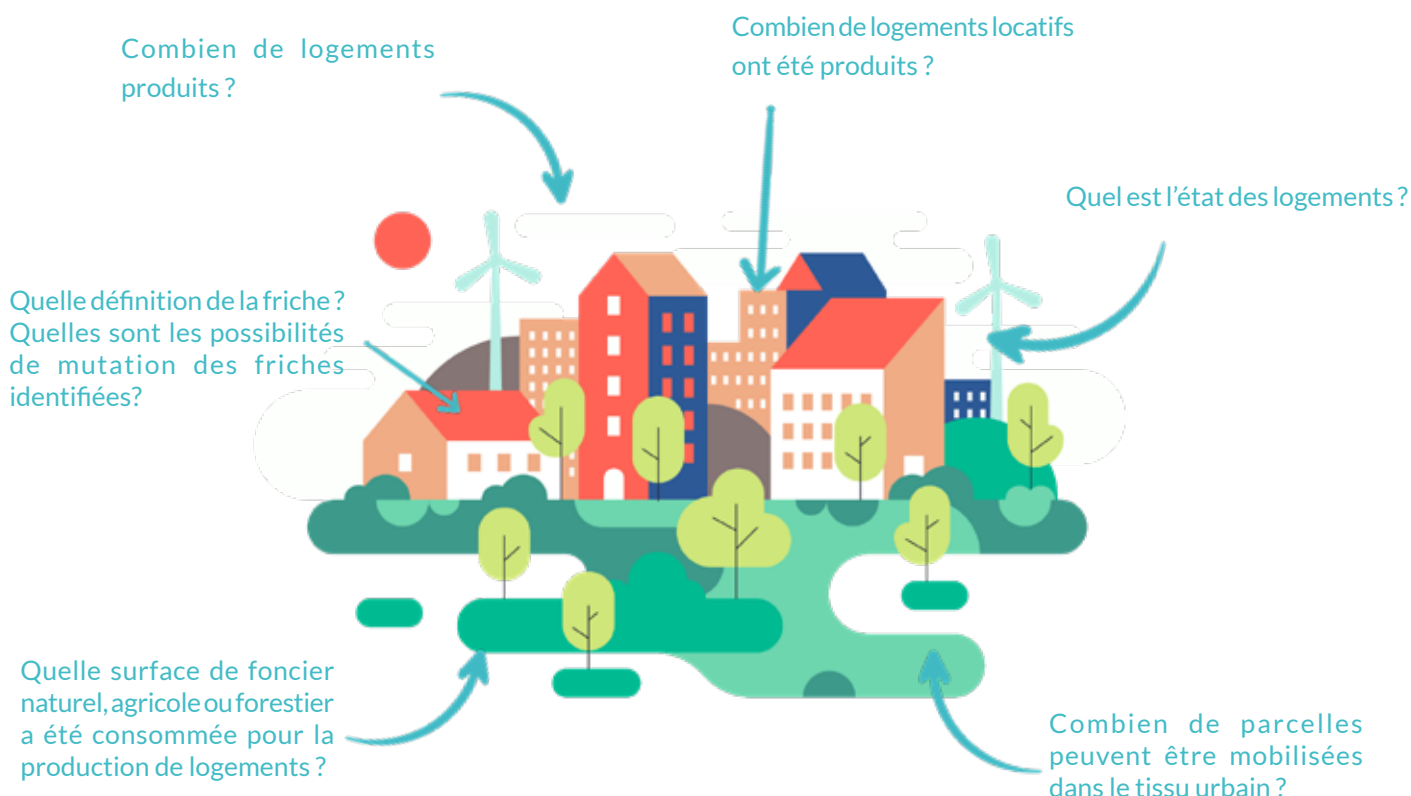 Combien de logements
produits ?
Combien de logements locatifs
ont été produits ?
Quel est l’état des logements ?
Quelle définition de la friche ?
Quelles sont les possibilités
de mutation des friches
identifiées?
Quelle surface de foncier
naturel, agricole ou forestier
a été consommée pour la
production de logements ?
Combien de parcelles
peuvent être mobilisées
dans le tissu urbain ?